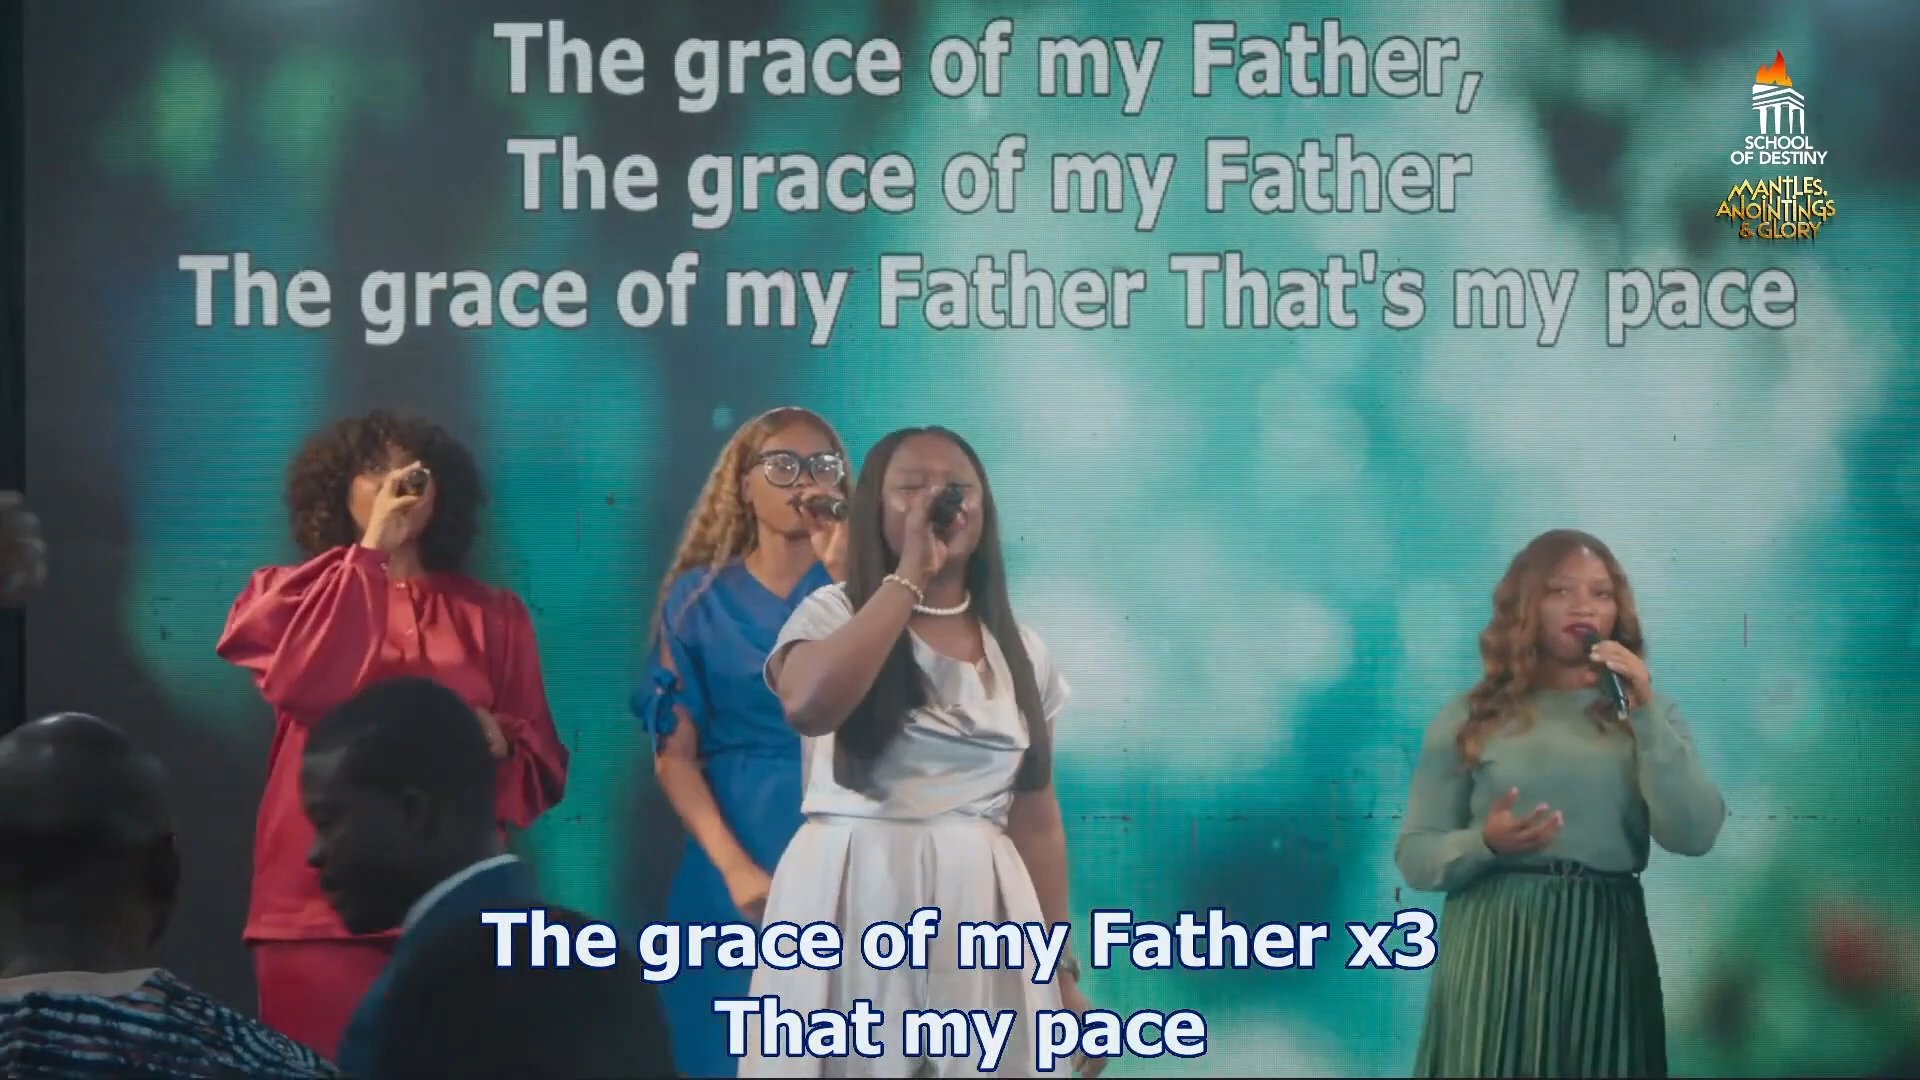 The grace of my Father,
The grace of my Father
The grace of my Father That's my pace
SCHOOL
OF DESTINY
MANTLES,
ANOINTINGS
& GLORY
The grace of my Father x3
That my pace